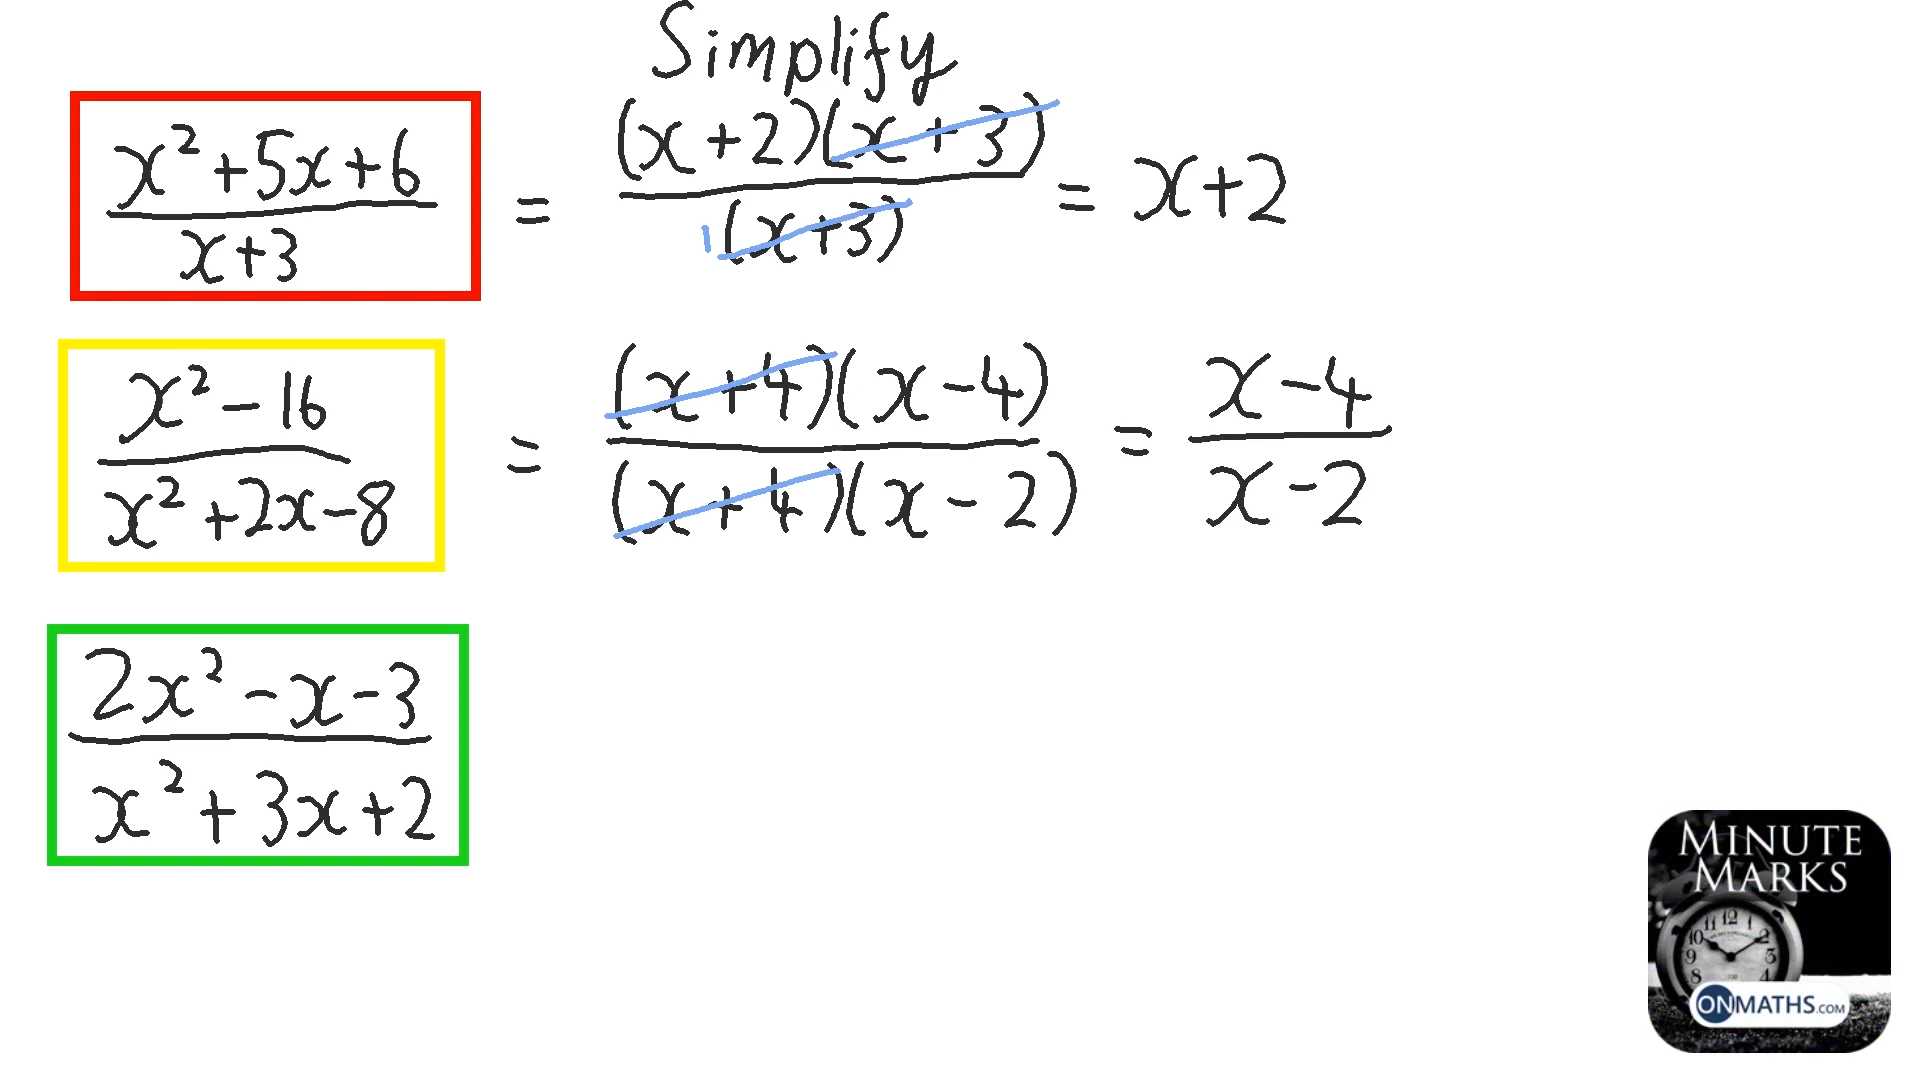 Simplify
x² + 5x + 6 / x + 3 = (x + 2)(x + 3) / 1(x + 3) = x + 2
x² - 16 / x² + 2x - 8 = (x + 4)(x - 4) / (x + 4)(x - 2) = x - 4 / x - 2
2x² - x - 3 / x² + 3x + 2
MINUTE
MARKS
ONMATHS.COM